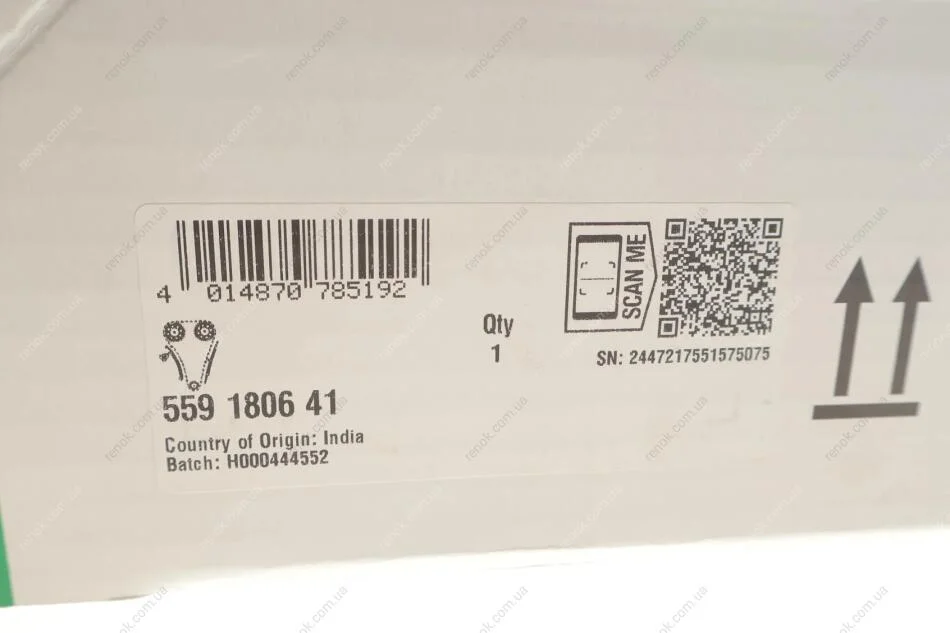 4 014870 785192
Qty
1
SCAN ME
SN: 2447217551575075
559 1806 41
Country of Origin: India
Batch: H000444552
renok.com.ua